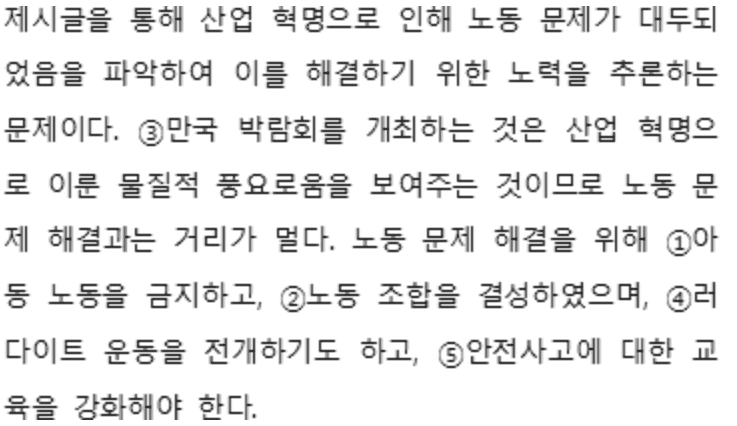 제시글을 통해 산업 혁명으로 인해 노동 문제가 대두되
었음을 파악하여 이를 해결하기 위한 노력을 추론하는
문제이다. ③만국 박람회를 개최하는 것은 산업 혁명으
로 이룬 물질적 풍요로움을 보여주는 것이므로 노동 문
제 해결과는 거리가 멀다. 노동 문제 해결을 위해 ①아
동 노동을 금지하고, ②노동 조합을 결성하였으며, ④러
다이트 운동을 전개하기도 하고, ⑤안전사고에 대한 교
육을 강화해야 한다.